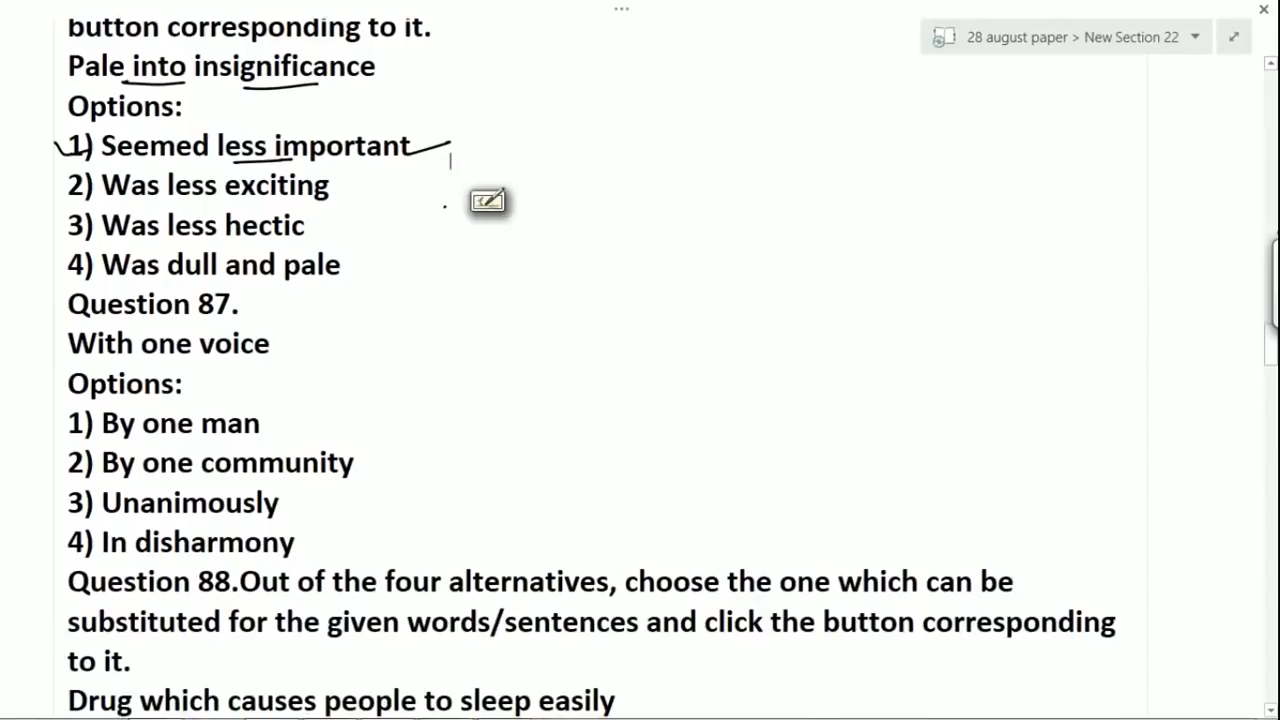 button corresponding to it.
28 august paper > New Section 22
Pale into insignificance
Options:
1) Seemed less important
2) Was less exciting
3) Was less hectic
4) Was dull and pale
Question 87.
With one voice
Options:
1) By one man
2) By one community
3) Unanimously
4) In disharmony
Question 88.Out of the four alternatives, choose the one which can be
substituted for the given words/sentences and click the button corresponding
to it.
Drug which causes people to sleep easily